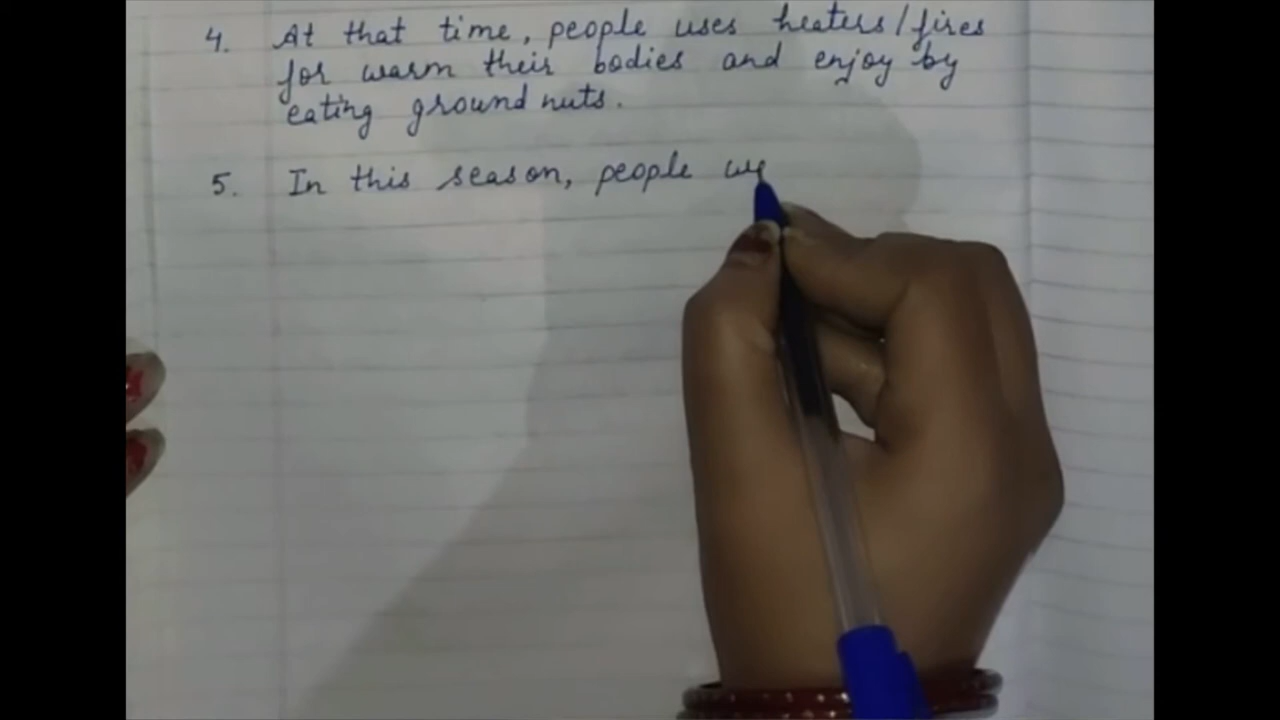 4. At that time, people uses heaters/fires
for warm their bodies and enjoy by
eating ground nuts.
5. In this season, people we